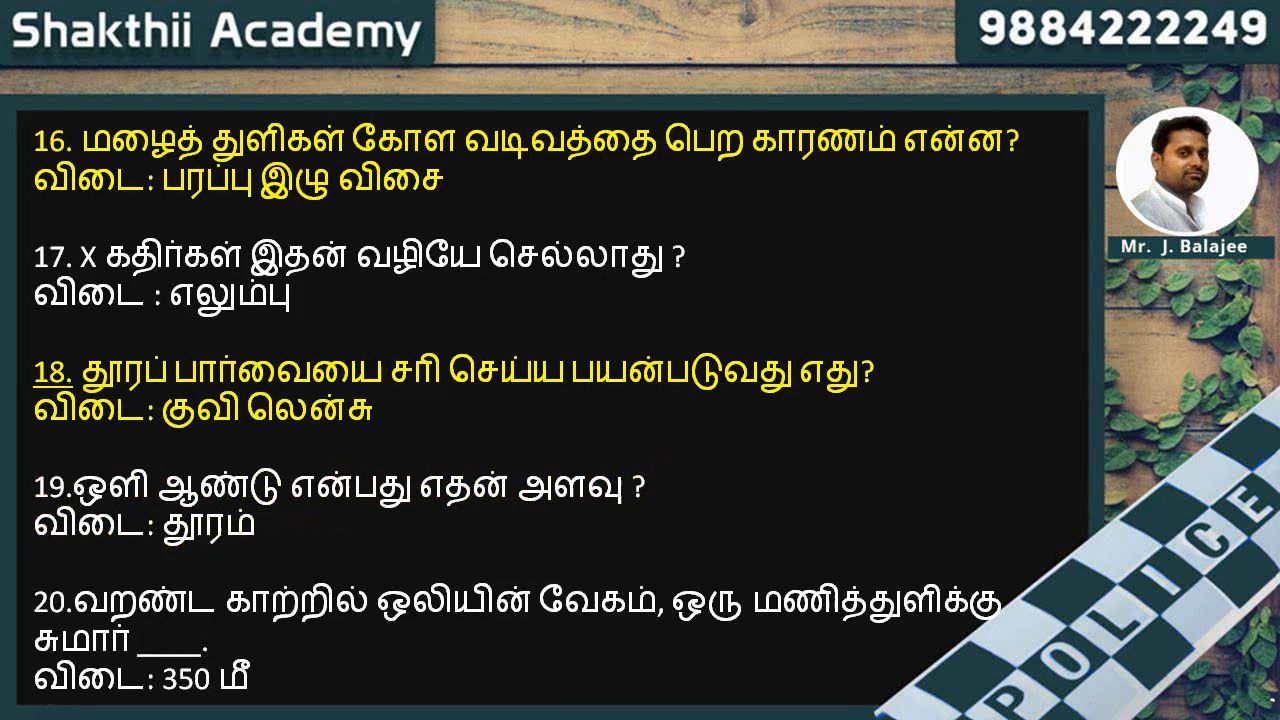 Shakthii Academy
9884222249
16. மழைத் துளிகள் கோள வடிவத்தை பெற காரணம் என்ன?
விடை: பரப்பு இழு விசை
Mr. J. Balajee
17. X கதிர்கள் இதன் வழியே செல்லாது ?
விடை : எலும்பு
18. தூரப் பார்வையை சரி செய்ய பயன்படுவது எது?
விடை: குவி லென்சு
19.ஒளி ஆண்டு என்பது எதன் அளவு ?
விடை: தூரம்
20.வறண்ட காற்றில் ஒலியின் வேகம், ஒரு மணித்துளிக்கு
சுமார் ____.
விடை: 350 மீ
POLICE